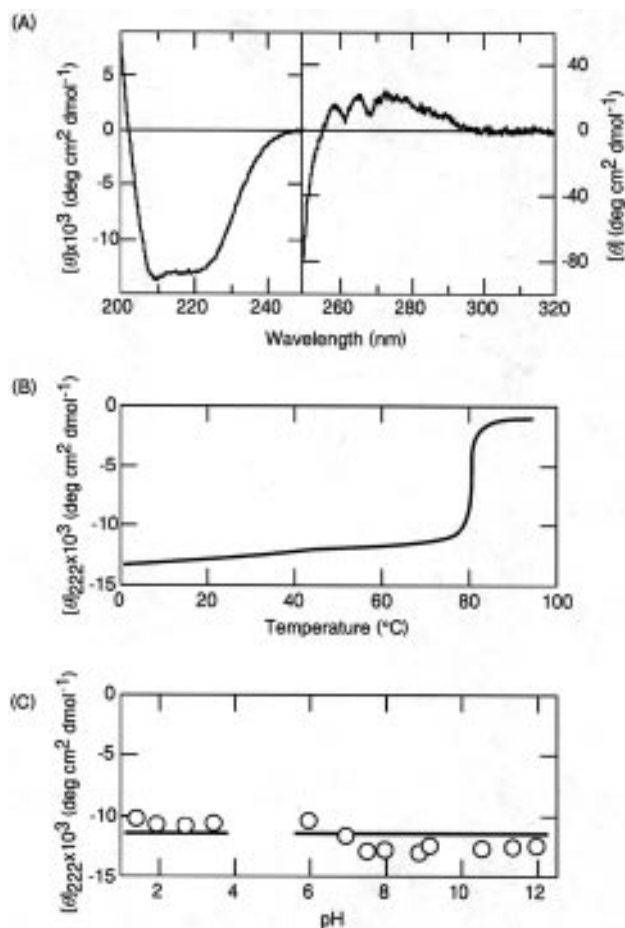 (A)
[θ]x10³ (deg cm² dmol⁻¹)
5
0
-5
-10
40
0
-40
-80
[θ] (deg cm² dmol⁻¹)
200 220 240 260 280 300 320
Wavelength (nm)
(B)
[θ]₂₂₂x10³ (deg cm² dmol⁻¹)
0
-5
-10
-15
0 20 40 60 80 100
Temperature (°C)
(C)
[θ]₂₂₂x10³ (deg cm² dmol⁻¹)
0
-5
-10
-15
2 4 6 8 10 12
pH